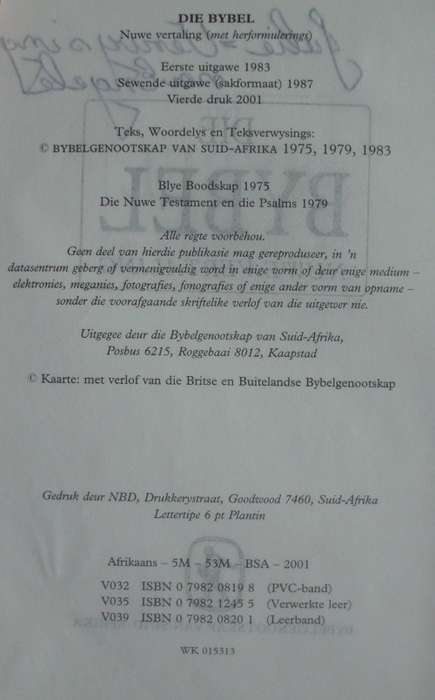 DIE BYBEL
Nuwe vertaling (met herformulerings)
Eerste uitgawe 1983
Sewende uitgawe (sakformaat) 1987
Vierde druk 2001
Teks, Woordelys en Teksverwysings:
© BYBELGENOOTSKAP VAN SUID-AFRIKA 1975, 1979, 1983
Blye Boodskap 1975
Die Nuwe Testament en die Psalms 1979
Alle regte voorbehou.
Geen deel van hierdie publikasie mag gereproduseer, in 'n
datasentrum geberg of vermenigvuldig word in enige vorm of deur enige medium –
elektronies, meganies, fotografies, fonografies of enige ander vorm van opname –
sonder die voorafgaande skriftelike verlof van die uitgewer nie.
Uitgegee deur die Bybelgenootskap van Suid-Afrika,
Posbus 6215, Roggebaai 8012, Kaapstad
© Kaarte: met verlof van die Britse en Buitelandse Bybelgenootskap
Gedruk deur NBD, Drukkerystraat, Goodwood 7460, Suid-Afrika
Lettertipe 6 pt Plantin
Afrikaans – 5M – 53M – BSA – 2001
V032 ISBN 0 7982 0819 8 (PVC-band)
V035 ISBN 0 7982 1245 5 (Verwerkte leer)
V039 ISBN 0 7982 0820 1 (Leerband)
WK 015313